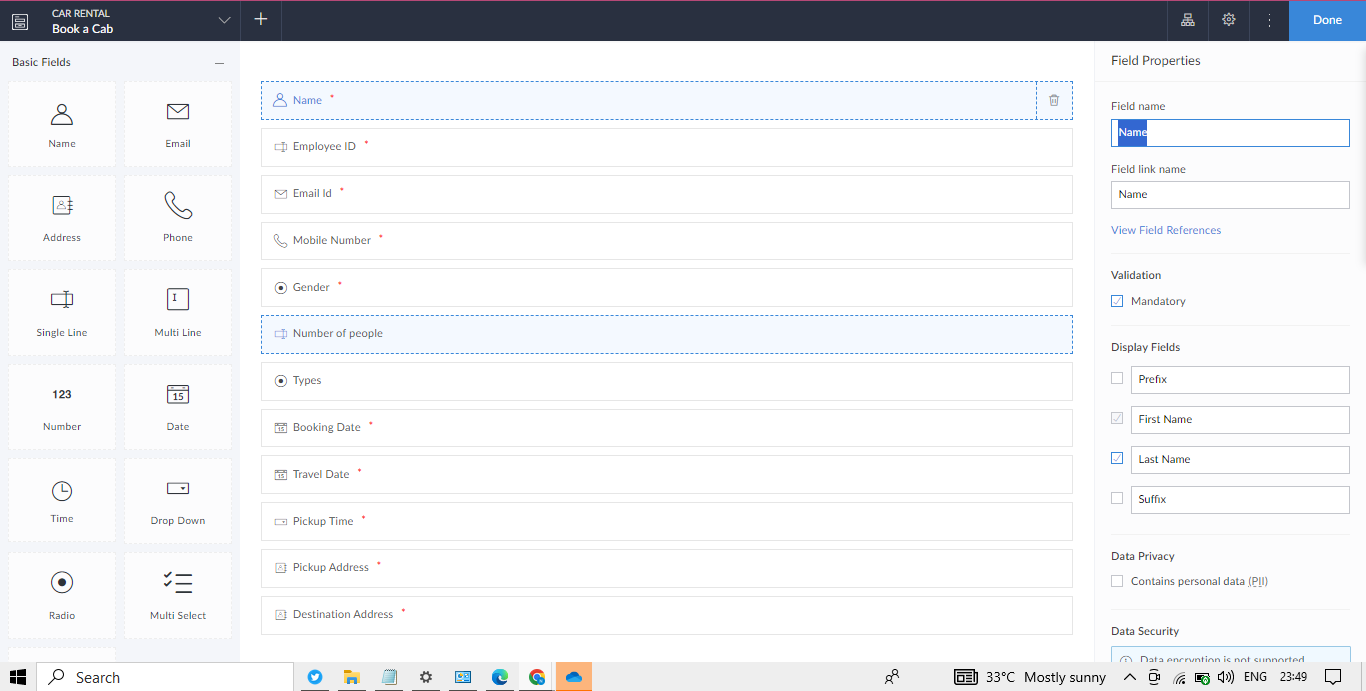 CAR RENTAL
Book a Cab
+
Done
Basic Fields
Name
Email
Address
Phone
Single Line
Multi Line
123
Number
15
Date
Time
Drop Down
Radio
Multi Select
Name *
Employee ID *
Email Id *
Mobile Number *
Gender *
Number of people
Types
Booking Date *
Travel Date *
Pickup Time *
Pickup Address *
Destination Address *
Field Properties
Field name
Name
Field link name
Name
View Field References
Validation
Mandatory
Display Fields
Prefix
First Name
Last Name
Suffix
Data Privacy
Contains personal data (PII)
Data Security
Data encryption is not supported
Search
33°C Mostly sunny
ENG
23:49